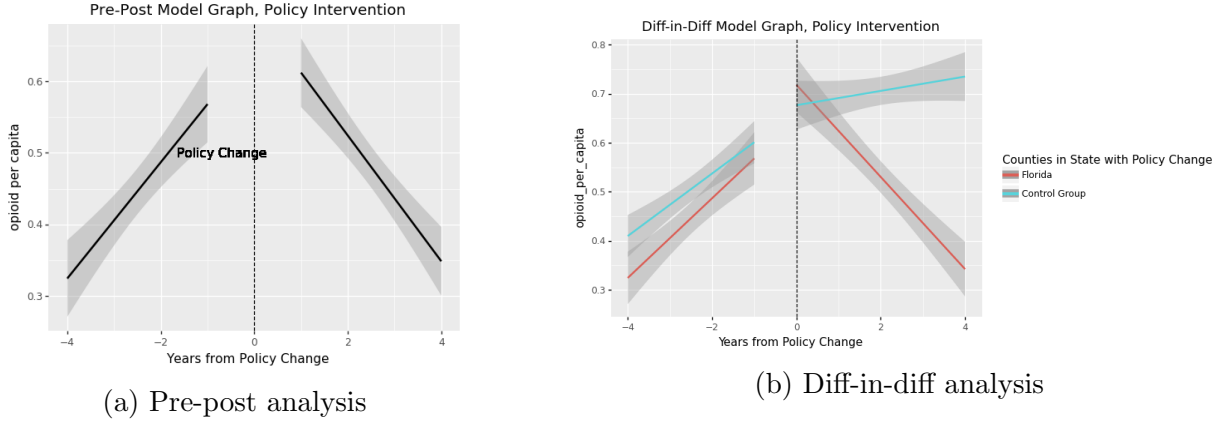 Pre-Post Model Graph, Policy Intervention
opioid per capita
0.6
0.5
0.4
0.3
Policy Change
−4
−2
0
2
4
Years from Policy Change
(a) Pre-post analysis
Diff-in-Diff Model Graph, Policy Intervention
opioid_per_capita
0.8
0.7
0.6
0.5
0.4
0.3
−4
−2
0
2
4
Years from Policy Change
Counties in State with Policy Change
Florida
Control Group
(b) Diff-in-diff analysis